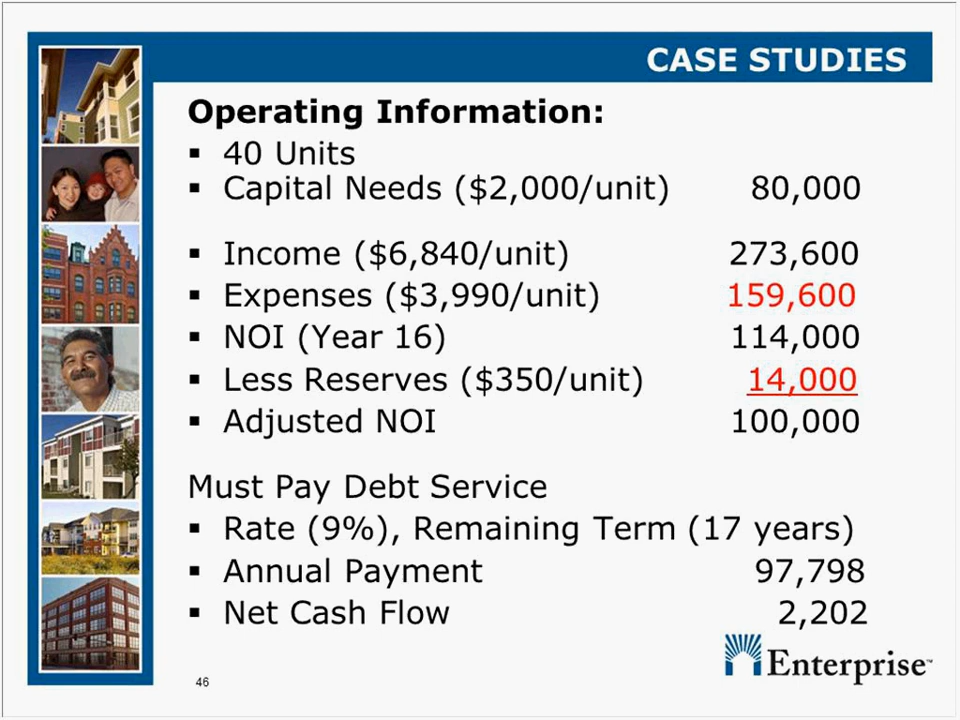 CASE STUDIES
Operating Information:
▪ 40 Units
▪ Capital Needs ($2,000/unit) 80,000
▪ Income ($6,840/unit) 273,600
▪ Expenses ($3,990/unit) 159,600
▪ NOI (Year 16) 114,000
▪ Less Reserves ($350/unit) 14,000
▪ Adjusted NOI 100,000
Must Pay Debt Service
▪ Rate (9%), Remaining Term (17 years)
▪ Annual Payment 97,798
▪ Net Cash Flow 2,202
Enterprise™
46